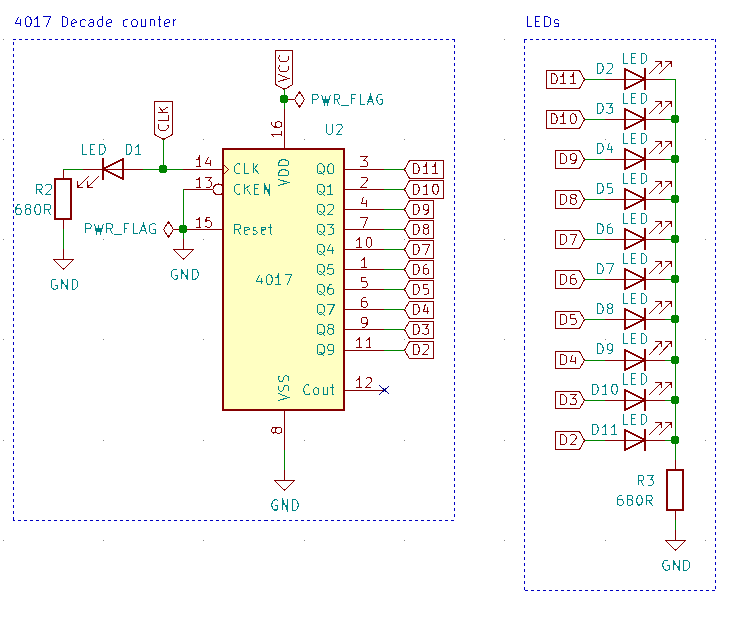 4017 Decade counter
VCC
PWR_FLAG
16
U2
CLK
LED D1
14 CLK VDD Q0 3 D11
13 CKEN Q1 2 D10
R2
680R
Q2 4 D9
PWR_FLAG 15 Reset Q3 7 D8
Q4 10 D7
GND
GND
4017
Q5 1 D6
Q6 5 D5
Q7 6 D4
Q8 9 D3
Q9 11 D2
VSS Cout 12
8
GND
LEDs
LED
D11 D2
LED
D10 D3
LED
D9 D4
LED
D8 D5
LED
D7 D6
LED
D6 D7
LED
D5 D8
LED
D4 D9
LED
D3 D10
LED
D2 D11
R3
680R
GND